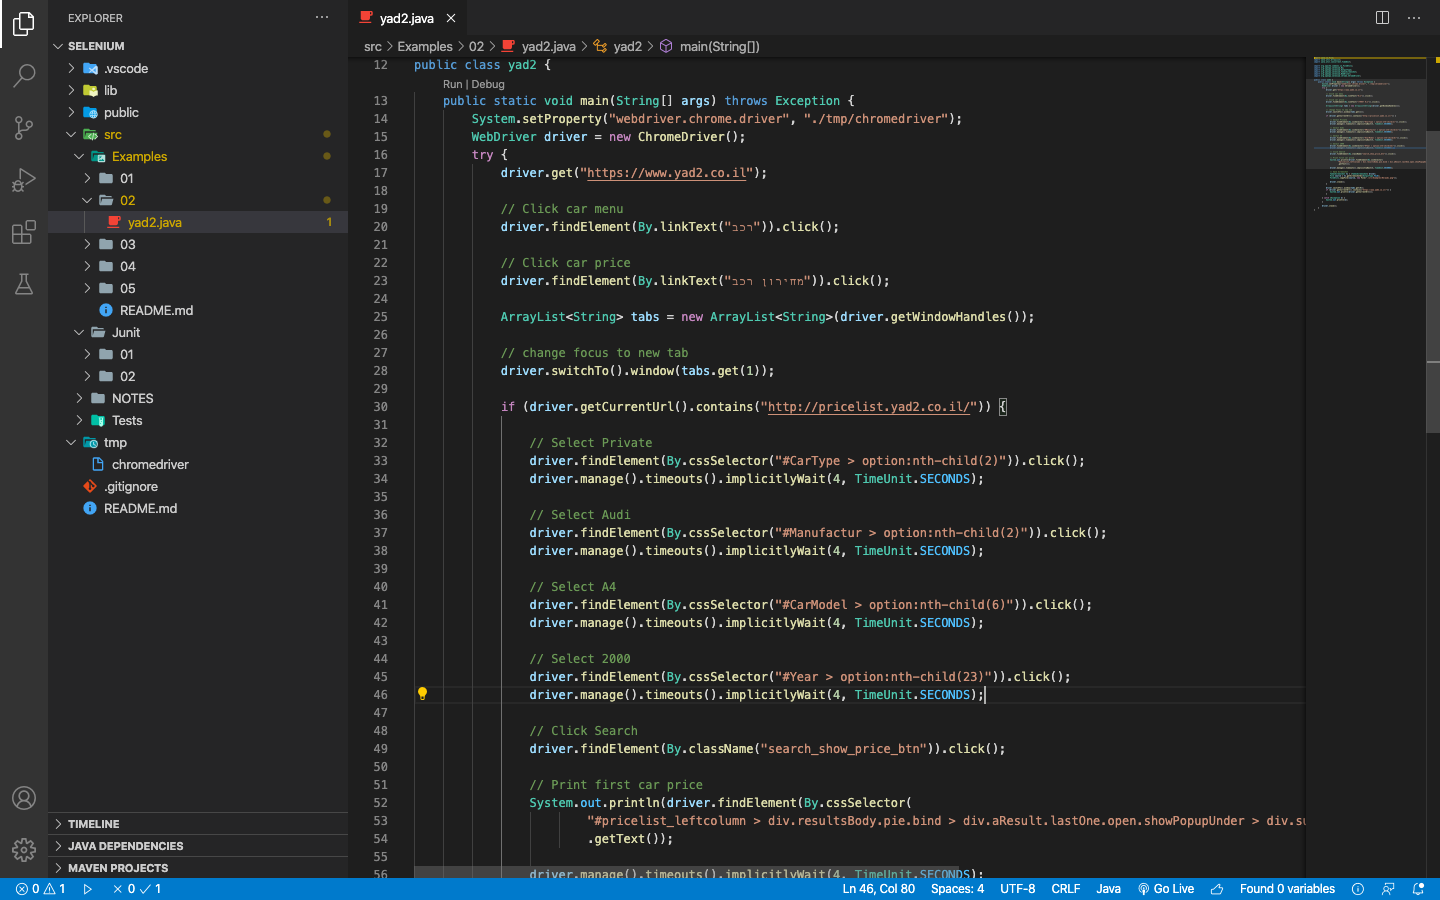 EXPLORER
SELENIUM
.vscode
lib
public
src
Examples
01
02
yad2.java 1
03
04
05
README.md
Junit
01
02
NOTES
Tests
tmp
chromedriver
.gitignore
README.md
TIMELINE
JAVA DEPENDENCIES
MAVEN PROJECTS
yad2.java
src > Examples > 02 > yad2.java > yad2 > main(String[])
12 public class yad2 {
Run | Debug
13 public static void main(String[] args) throws Exception {
14 System.setProperty("webdriver.chrome.driver", "./tmp/chromedriver");
15 WebDriver driver = new ChromeDriver();
16 try {
17 driver.get("https://www.yad2.co.il");
18
19 // Click car menu
20 driver.findElement(By.linkText("רכב")).click();
21
22 // Click car price
23 driver.findElement(By.linkText("מחירון רכב")).click();
24
25 ArrayList<String> tabs = new ArrayList<String>(driver.getWindowHandles());
26
27 // change focus to new tab
28 driver.switchTo().window(tabs.get(1));
29
30 if (driver.getCurrentUrl().contains("http://pricelist.yad2.co.il/")) {
31
32 // Select Private
33 driver.findElement(By.cssSelector("#CarType > option:nth-child(2)")).click();
34 driver.manage().timeouts().implicitlyWait(4, TimeUnit.SECONDS);
35
36 // Select Audi
37 driver.findElement(By.cssSelector("#Manufactur > option:nth-child(2)")).click();
38 driver.manage().timeouts().implicitlyWait(4, TimeUnit.SECONDS);
39
40 // Select A4
41 driver.findElement(By.cssSelector("#CarModel > option:nth-child(6)")).click();
42 driver.manage().timeouts().implicitlyWait(4, TimeUnit.SECONDS);
43
44 // Select 2000
45 driver.findElement(By.cssSelector("#Year > option:nth-child(23)")).click();
46 driver.manage().timeouts().implicitlyWait(4, TimeUnit.SECONDS);
47
48 // Click Search
49 driver.findElement(By.className("search_show_price_btn")).click();
50
51 // Print first car price
52 System.out.println(driver.findElement(By.cssSelector(
53 "#pricelist_leftcolumn > div.resultsBody.pie.bind > div.aResult.lastOne.open.showPopupUnder > div.su
54 .getText());
55
56 driver.manage().timeouts().implicitlyWait(4, TimeUnit.SECONDS);
0 1 0 1 Ln 46, Col 80 Spaces: 4 UTF-8 CRLF Java Go Live Found 0 variables